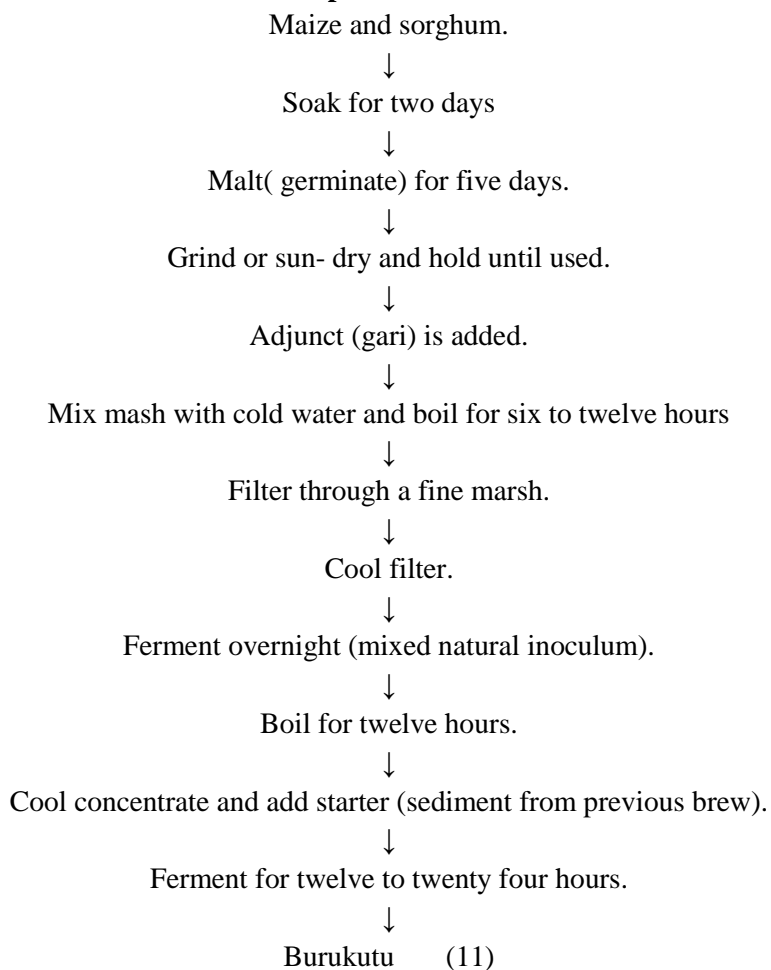 Maize and sorghum.
↓
Soak for two days
↓
Malt( germinate) for five days.
↓
Grind or sun- dry and hold until used.
↓
Adjunct (gari) is added.
↓
Mix mash with cold water and boil for six to twelve hours
↓
Filter through a fine marsh.
↓
Cool filter.
↓
Ferment overnight (mixed natural inoculum).
↓
Boil for twelve hours.
↓
Cool concentrate and add starter (sediment from previous brew).
↓
Ferment for twelve to twenty four hours.
↓
Burukutu (11)